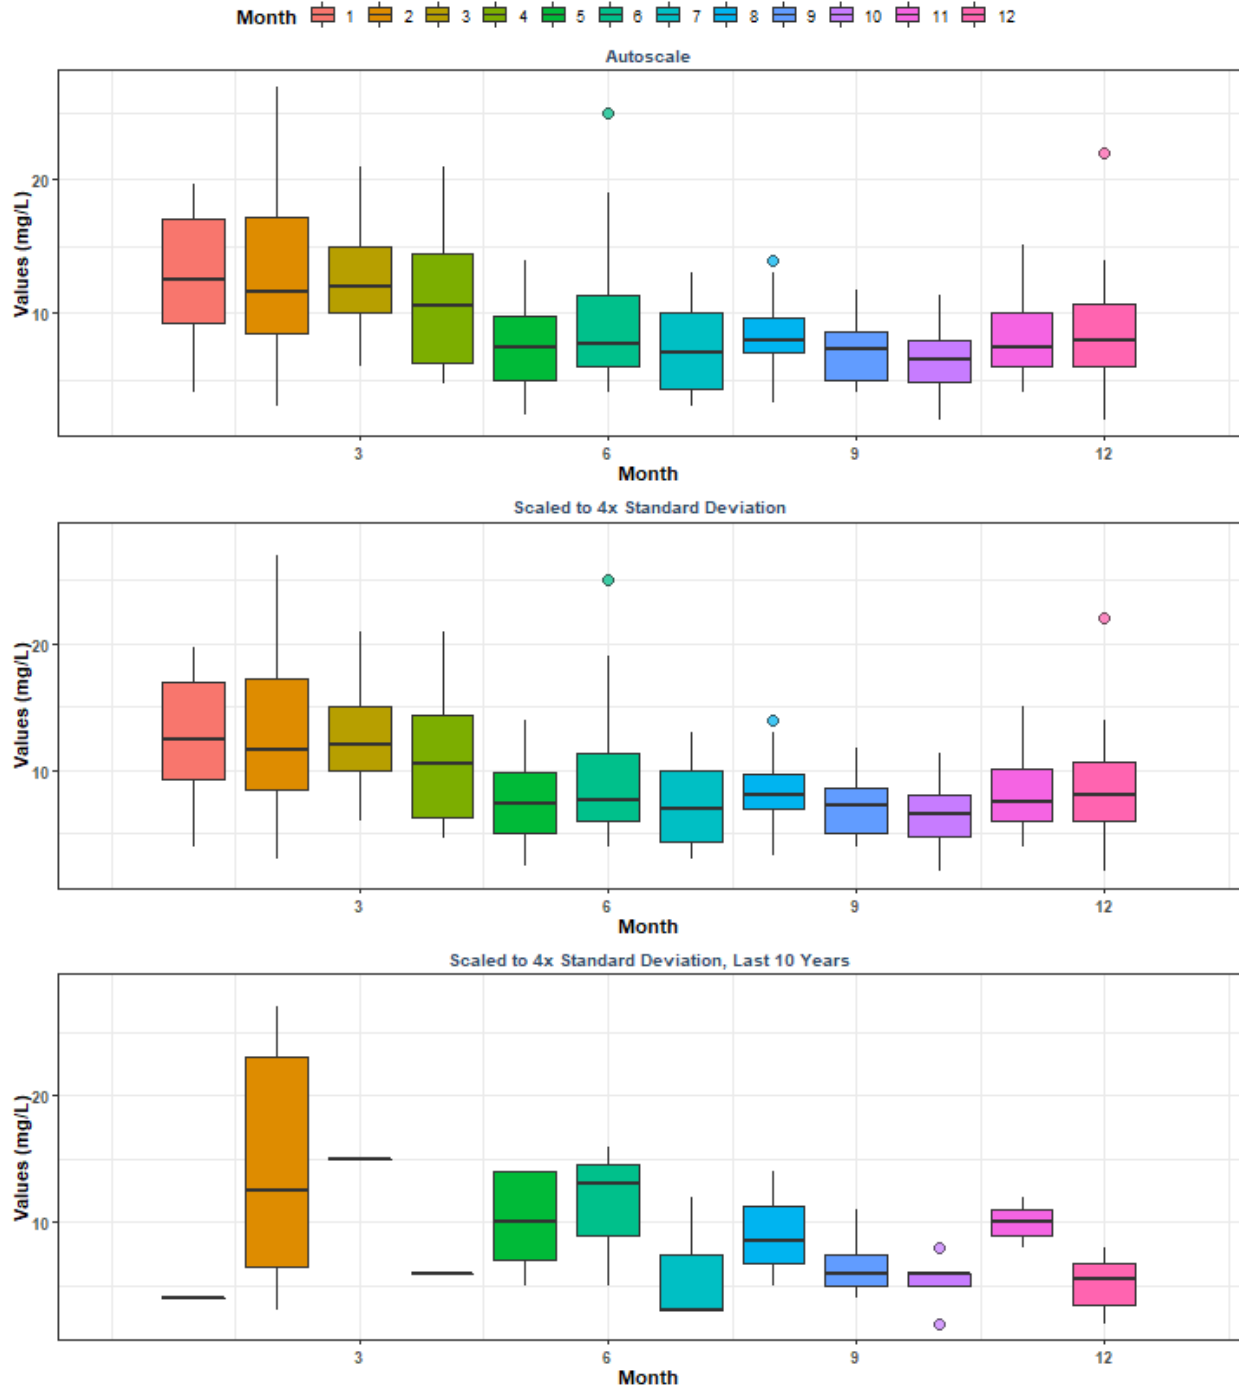 Month 1 2 3 4 5 6 7 8 9 10 11 12
Autoscale
Values (mg/L)
20
10
3 6 9 12
Month
Scaled to 4x Standard Deviation
Values (mg/L)
20
10
3 6 9 12
Month
Scaled to 4x Standard Deviation, Last 10 Years
Values (mg/L)
20
10
3 6 9 12
Month